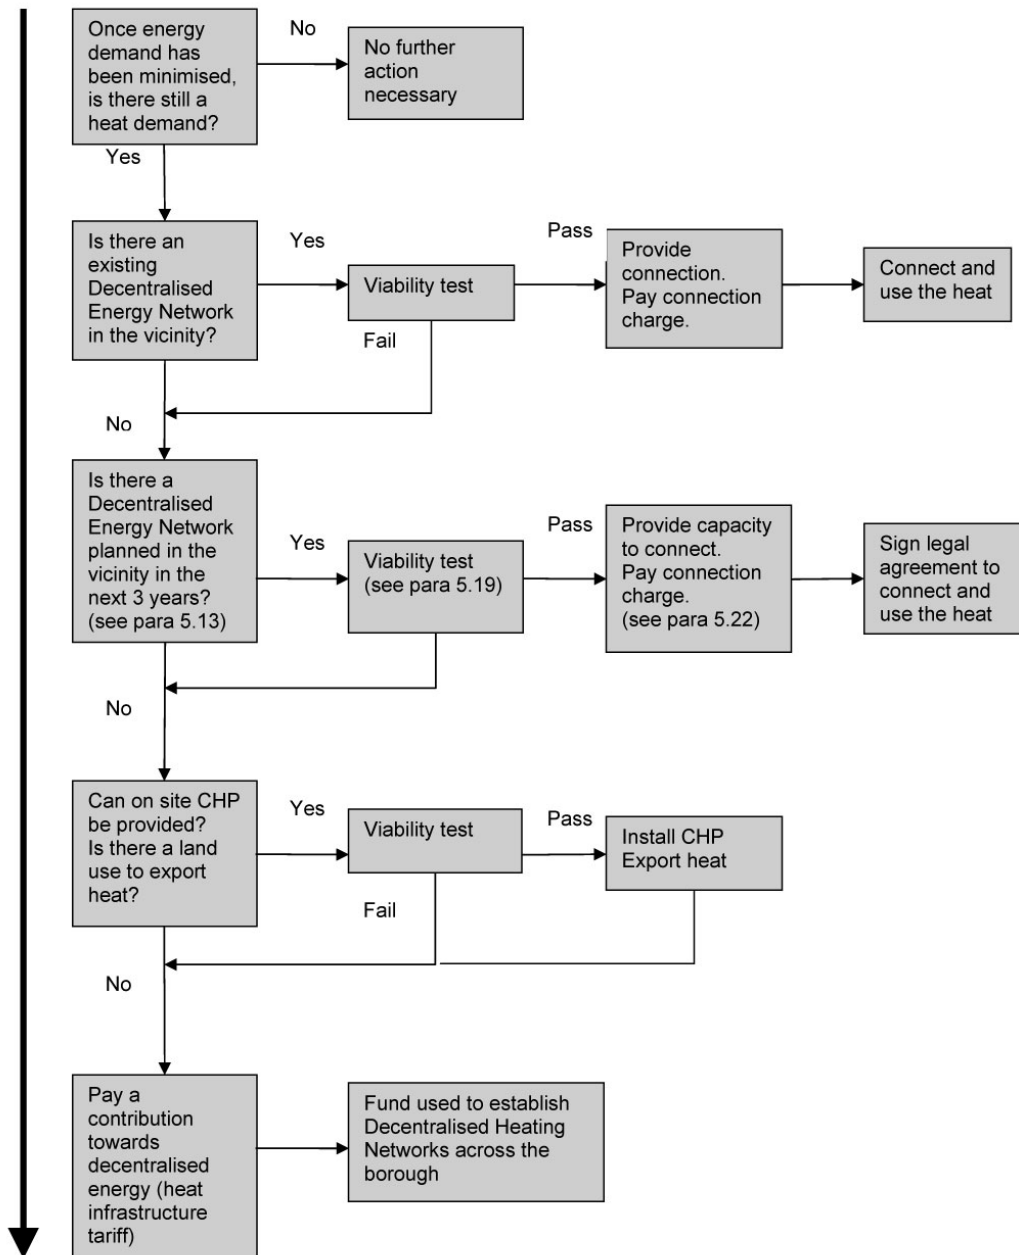 Once energy
demand has
been minimised,
is there still a
heat demand?
No
No further
action
necessary
Yes
Is there an
existing
Decentralised
Energy Network
in the vicinity?
Yes
Viability test
Pass
Provide
connection.
Pay connection
charge.
Connect and
use the heat
Fail
No
Is there a
Decentralised
Energy Network
planned in the
vicinity in the
next 3 years?
(see para 5.13)
Yes
Viability test
(see para 5.19)
Pass
Provide capacity
to connect.
Pay connection
charge.
(see para 5.22)
Sign legal
agreement to
connect and
use the heat
No
Can on site CHP
be provided?
Is there a land
use to export
heat?
Yes
Viability test
Pass
Install CHP
Export heat
Fail
No
Pay a
contribution
towards
decentralised
energy (heat
infrastructure
tariff)
Fund used to establish
Decentralised Heating
Networks across the
borough